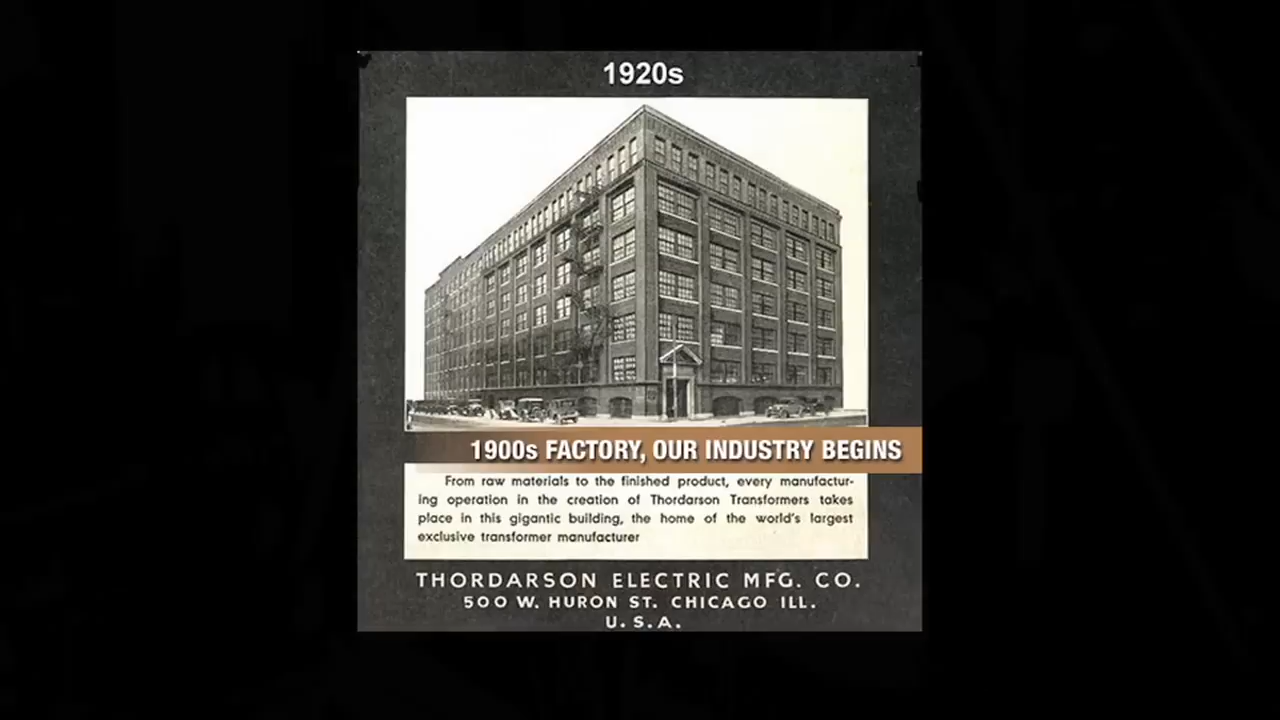 1920s
1900s FACTORY, OUR INDUSTRY BEGINS
From raw materials to the finished product, every manufactur-
ing operation in the creation of Thordarson Transformers takes
place in this gigantic building, the home of the world's largest
exclusive transformer manufacturer
THORDARSON ELECTRIC MFG. CO.
500 W. HURON ST. CHICAGO ILL.
U.S.A.